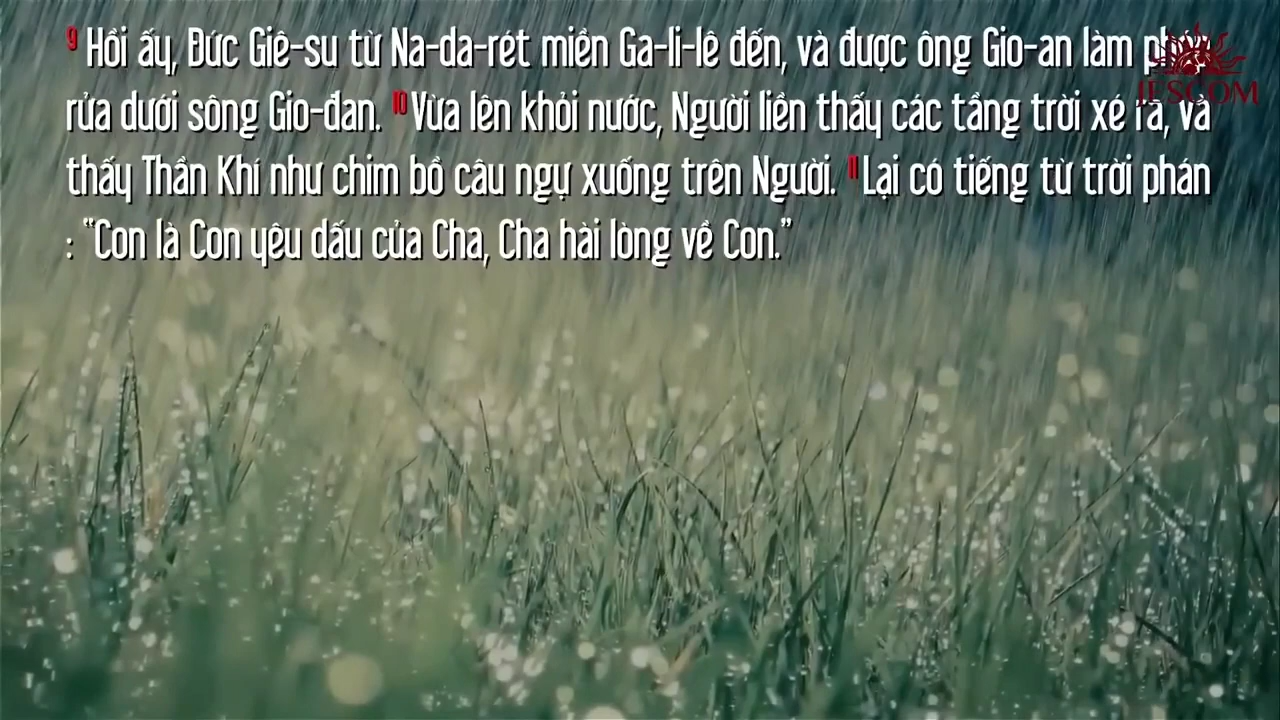 9 Hồi ấy, Đức Giê-su từ Na-da-rét miền Ga-li-lê đến, và được ông Gio-an làm phép
rửa dưới sông Gio-đan. 10 Vừa lên khỏi nước, Người liền thấy các tầng trời xé ra, và
thấy Thần Khí như chim bồ câu ngự xuống trên Người. 11 Lại có tiếng từ trời phán
: “Con là Con yêu dấu của Cha, Cha hài lòng về Con.”
JESCOM